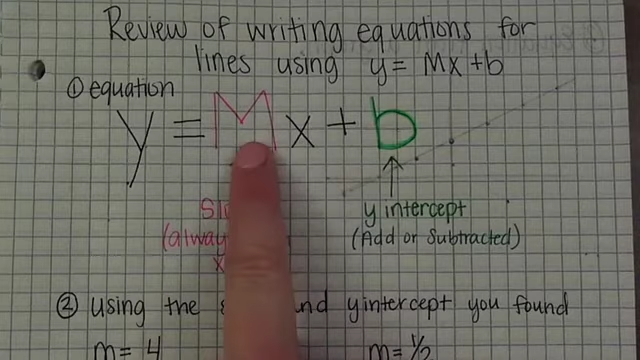 Review of writing equations for
lines using y = Mx + b
① equation
y = M x + b
y intercept
(Add or Subtracted)
② Using the and y intercept you found
m = 4 m = ½